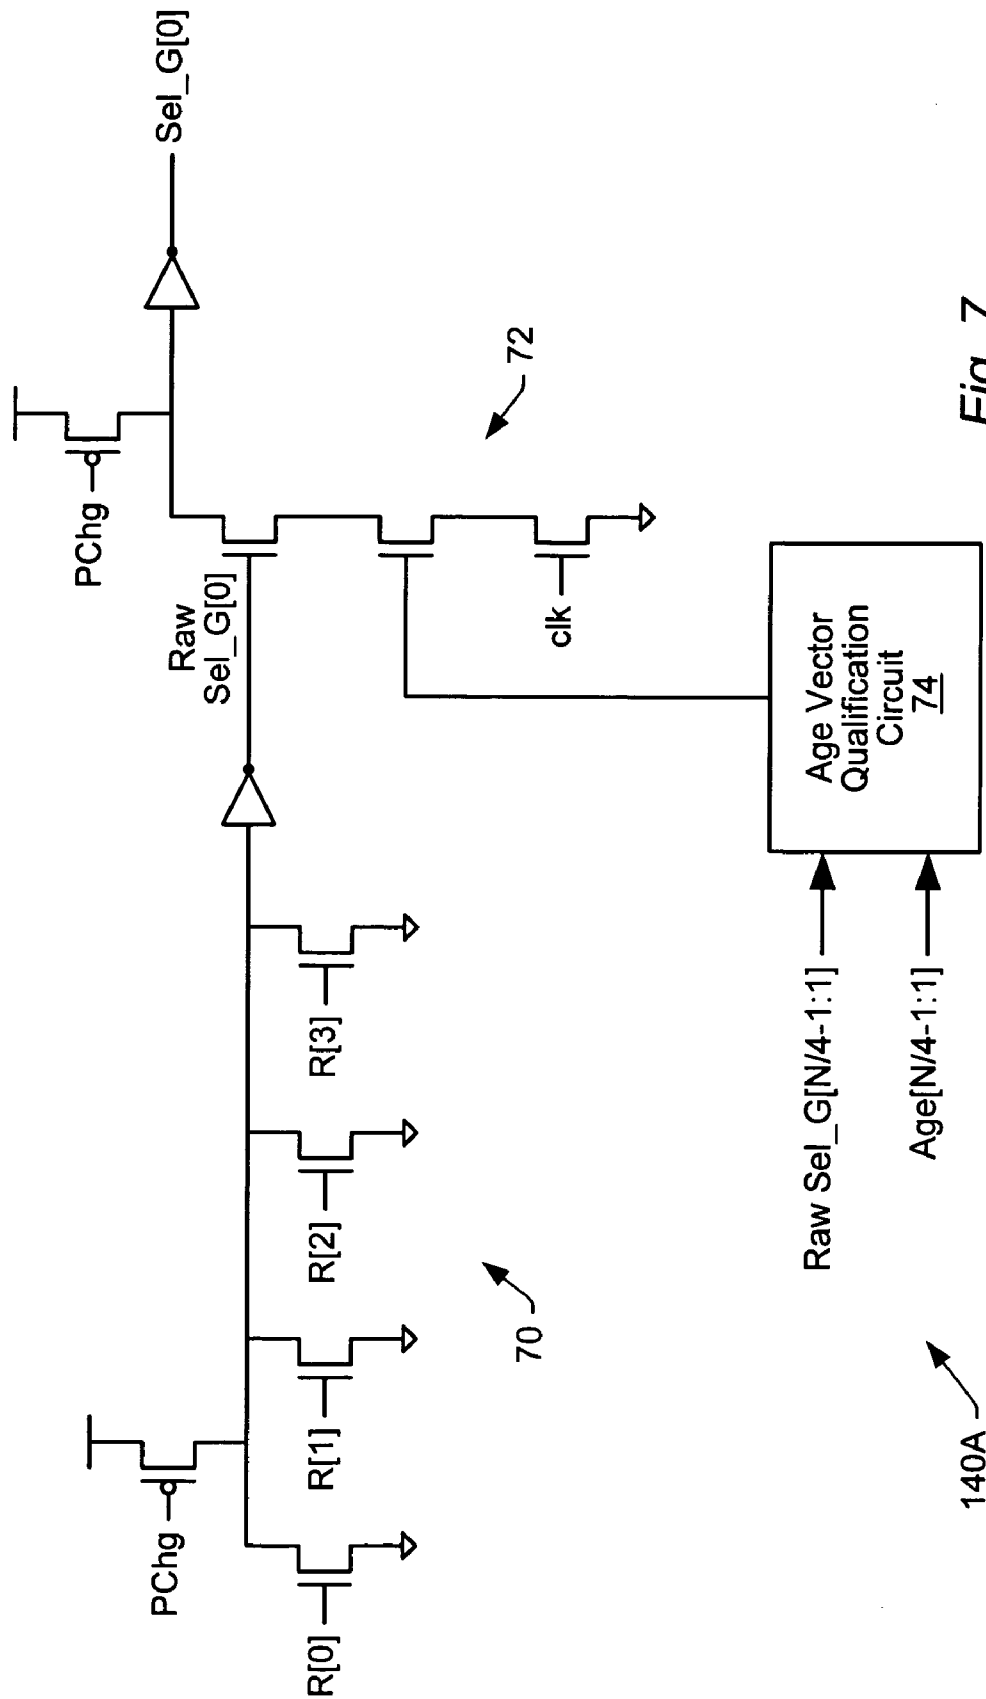 PChg
Sel_G[0]
Raw
Sel_G[0]
PChg
R[0]
R[1]
R[2]
R[3]
clk
72
70
Age Vector
Qualification
Circuit
74
Raw Sel_G[N/4-1:1]
Age[N/4-1:1]
140A
Fig. 7